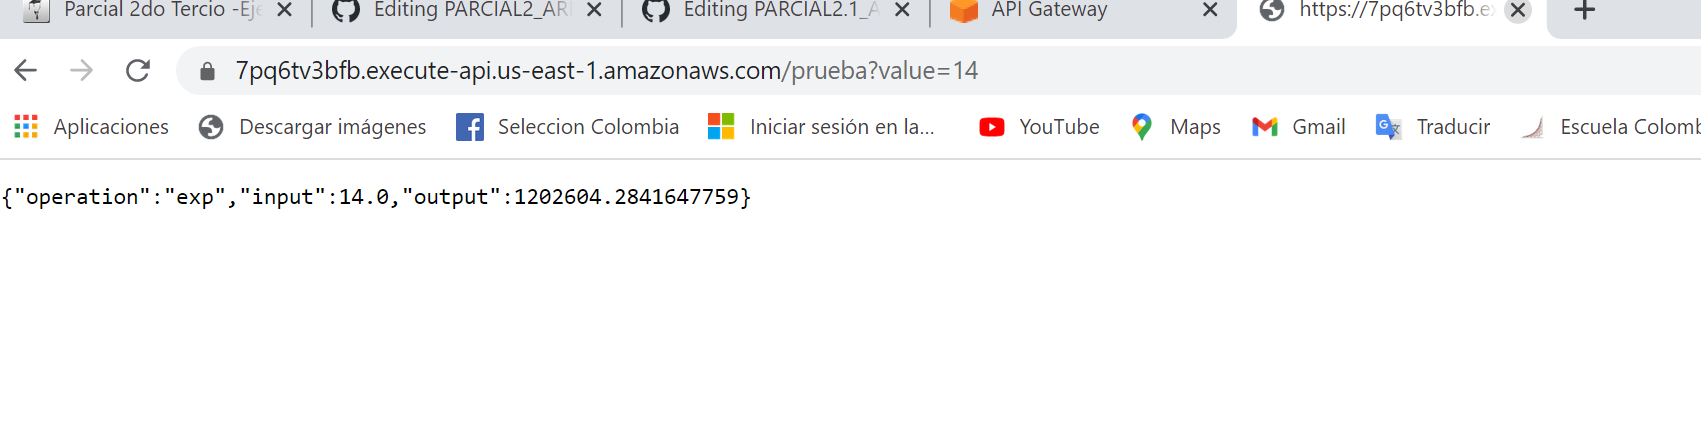 Parcial 2do Tercio -Eje
Editing PARCIAL2_ARE
Editing PARCIAL2.1_A
API Gateway
https://7pq6tv3bfb.ex
7pq6tv3bfb.execute-api.us-east-1.amazonaws.com/prueba?value=14
Aplicaciones Descargar imágenes Seleccion Colombia Iniciar sesión en la... YouTube Maps Gmail Traducir Escuela Colomb
{"operation":"exp","input":14.0,"output":1202604.2841647759}